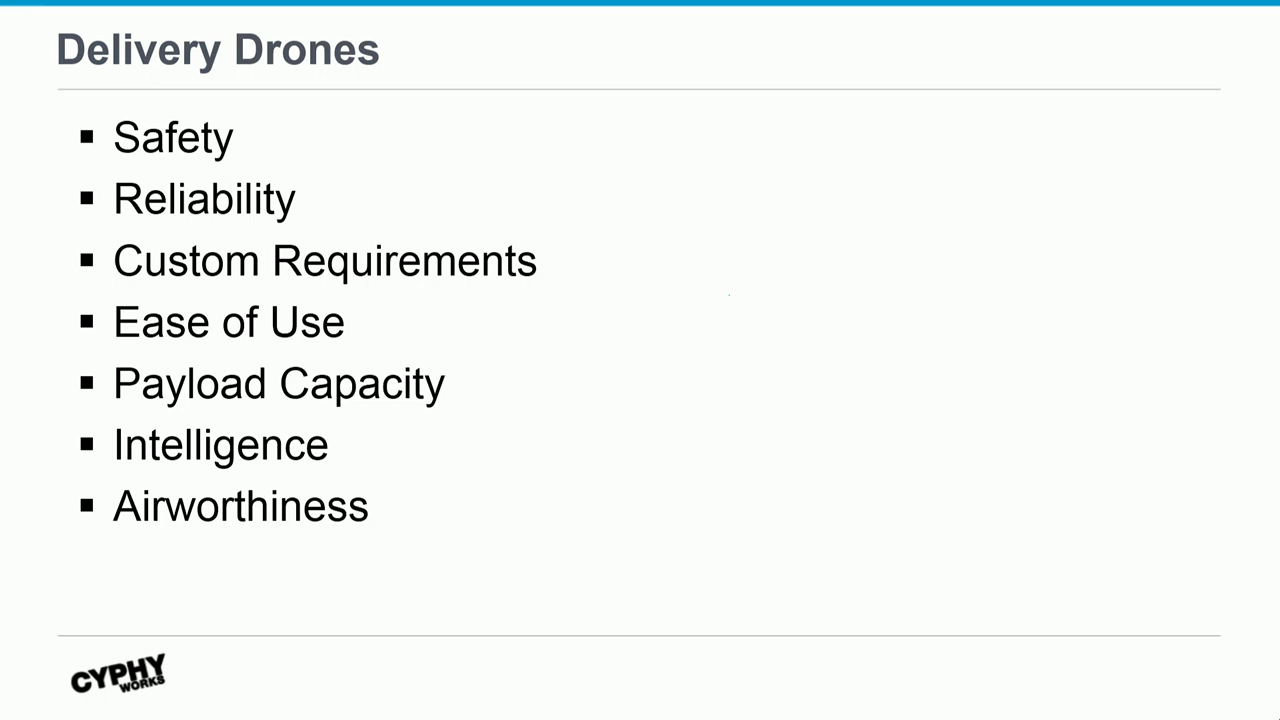 Delivery Drones
Safety
Reliability
Custom Requirements
Ease of Use
Payload Capacity
Intelligence
Airworthiness
CYPHY
WORKS